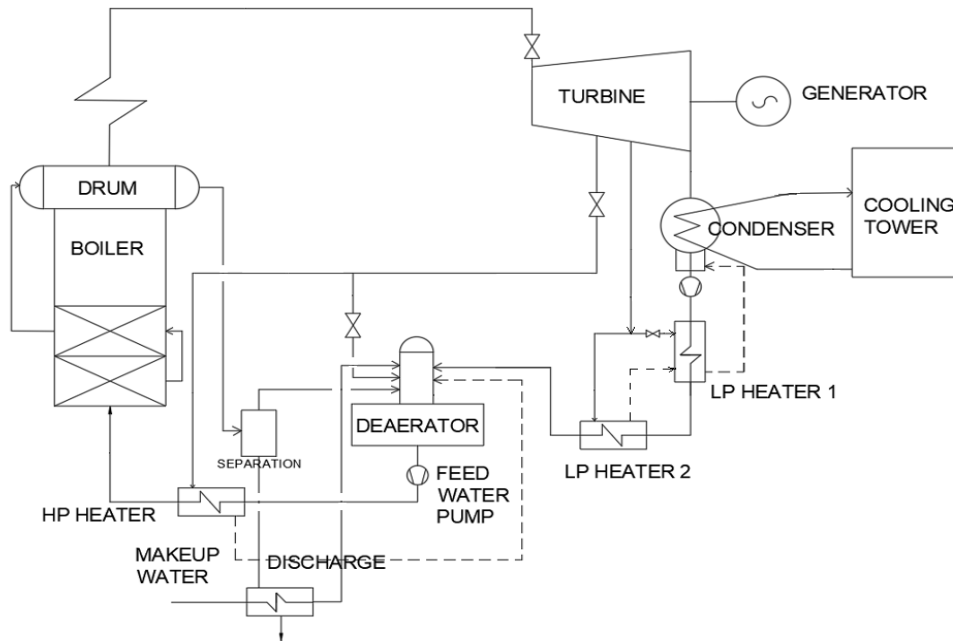 TURBINE
GENERATOR
DRUM
BOILER
CONDENSER
COOLING
TOWER
DEAERATOR
LP HEATER 1
SEPARATION
LP HEATER 2
FEED
WATER
PUMP
HP HEATER
MAKEUP
WATER
DISCHARGE